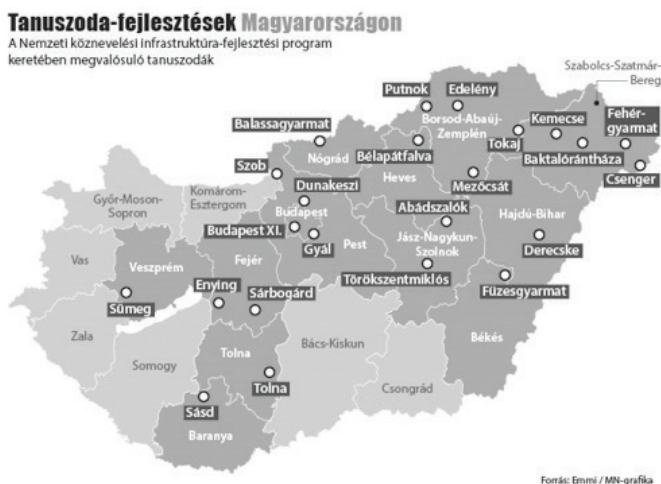 Tanuszoda-fejlesztések Magyarországon
A Nemzeti köznevelési infrastruktúra-fejlesztési program
keretében megvalósuló tanuszodák
Szabolcs-Szatmár-
Bereg
Putnok
Edelény
Borsod-Abaúj-
Zemplén
Kemecse
Fehér-
gyarmat
Balassagyarmat
Tokaj
Nógrád
Bélapátfalva
Baktalórántháza
Szob
Heves
Mezőcsát
Csenger
Dunakeszi
Győr-Moson-
Sopron
Komárom-
Esztergom
Budapest
Abádszalók
Hajdú-Bihar
Budapest XI.
Gyál
Pest
Jász-Nagykun-
Szolnok
Derecske
Vas
Veszprém
Fejér
Törökszentmiklós
Füzesgyarmat
Sümeg
Enying
Sárbogárd
Zala
Somogy
Tolna
Bács-Kiskun
Békés
Csongrád
Tolna
Sásd
Baranya
Forrás: Emmi / MN-grafika